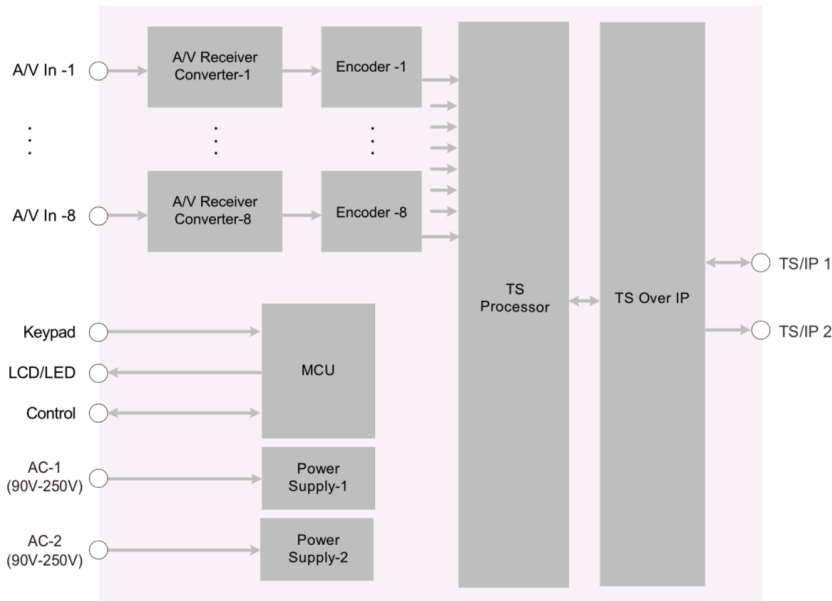 A/V In -1
A/V Receiver
Converter-1
Encoder -1
A/V In -8
A/V Receiver
Converter-8
Encoder -8
TS
Processor
TS Over IP
TS/IP 1
TS/IP 2
Keypad
LCD/LED
Control
MCU
AC-1
(90V-250V)
Power
Supply-1
AC-2
(90V-250V)
Power
Supply-2